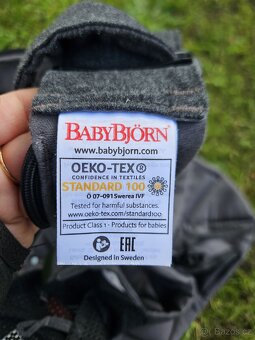 BABYBJÖRN
www.babybjorn.com
OEKO-TEX®
CONFIDENCE IN TEXTILES
STANDARD 100
Ö 07-091 Swerea IVF
Tested for harmful substances.
www.oeko-tex.com/standard100
Product Class 1 - Products for babies
EAC
Designed in Sweden